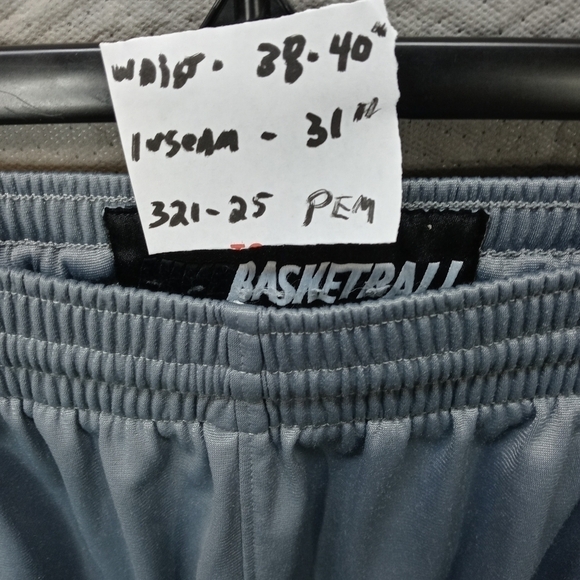 WAIST - 38-40"
INSEAM - 31"
321-25 PEM
BASKETBALL